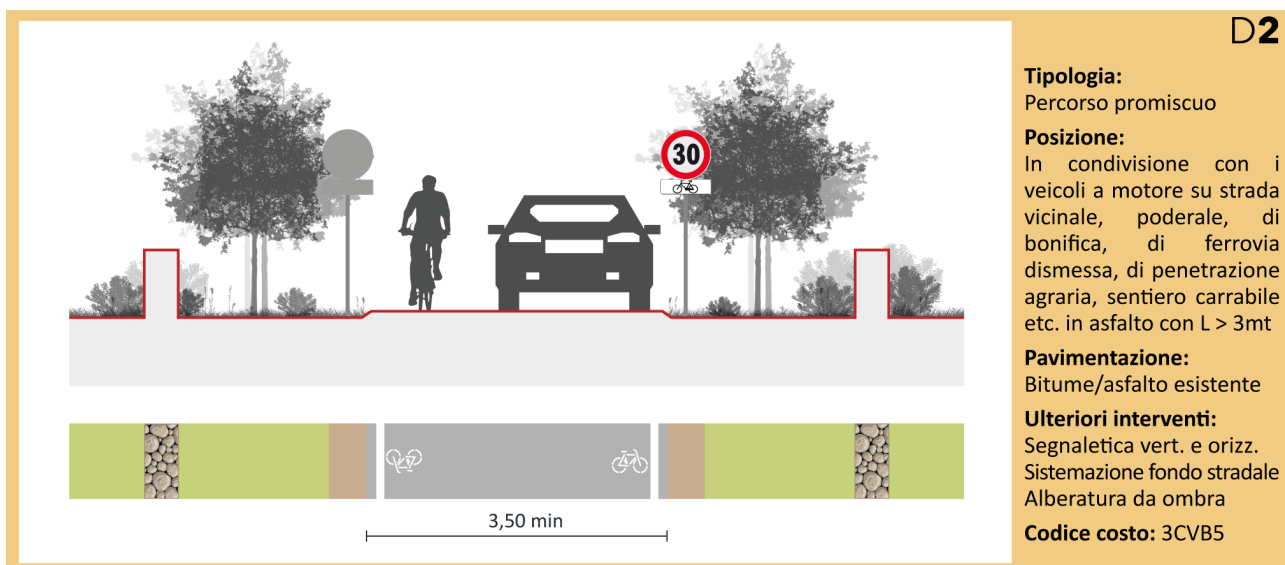 D2
30
3,50 min
Tipologia:
Percorso promiscuo
Posizione:
In condivisione con i
veicoli a motore su strada
vicinale, poderale, di
bonifica, di ferrovia
dismessa, di penetrazione
agraria, sentiero carrabile
etc. in asfalto con L > 3mt
Pavimentazione:
Bitume/asfalto esistente
Ulteriori interventi:
Segnaletica vert. e orizz.
Sistemazione fondo stradale
Alberatura da ombra
Codice costo: 3CVB5